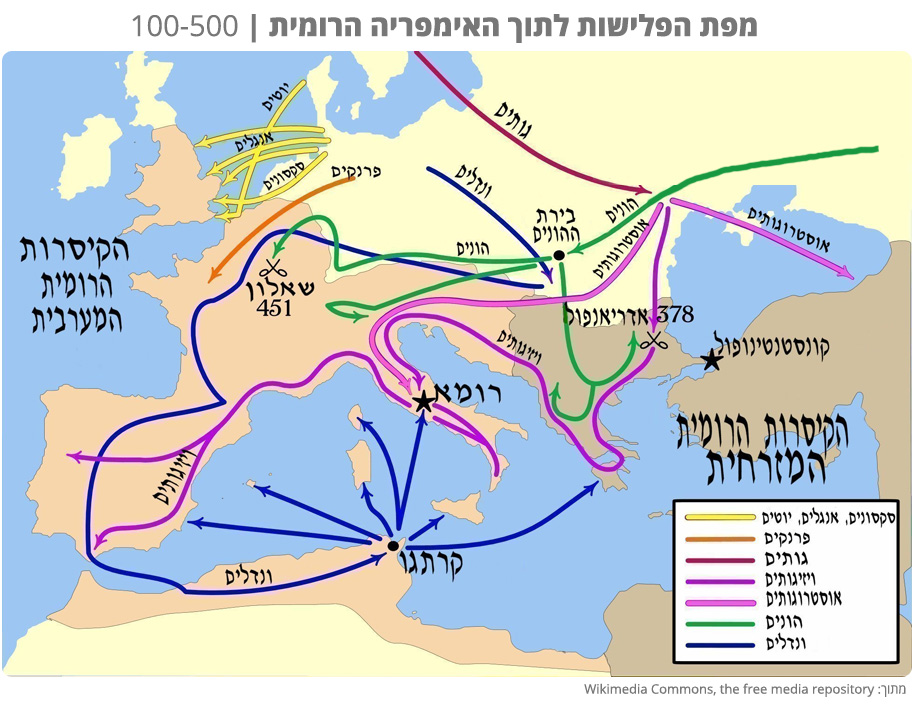 מפת הפלישות לתוך האימפריה הרומית | 100-500
יוטים
אנגלים
סקסונים
פרנקים
גותים
ונדלים
הונים
בירת
ההונים
אוסטרוגותים
אוסטרוגותים
הונים
הקיסרות
הרומית
המערבית
שאלון
451
אדריאנפול 378
קונסטנטינופול
ויזיגותים
רומא
הקיסרות הרומית
המזרחית
ויזיגותים
קרתגו
ונדלים
סקסונים, אנגלים, יוטים
פרנקים
גותים
ויזיגותים
אוסטרוגותים
הונים
ונדלים
מתוך: Wikimedia Commons, the free media repository